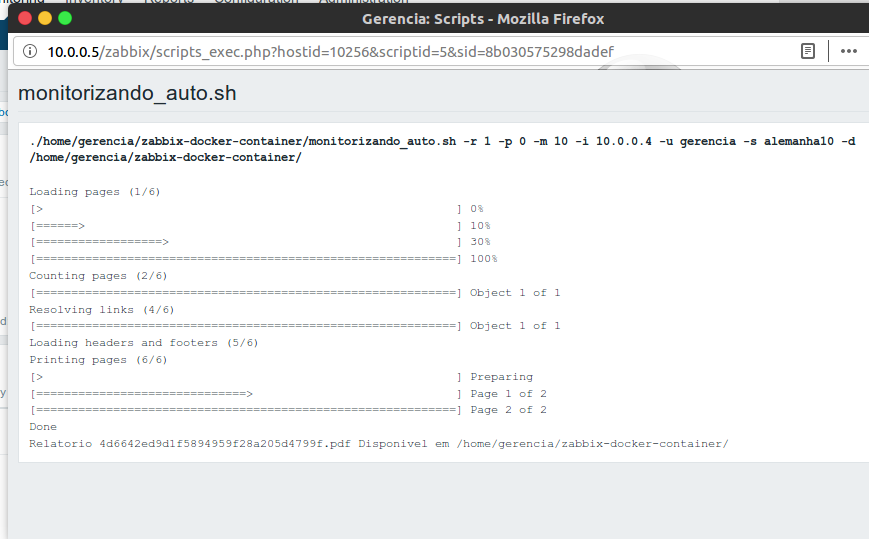 Gerencia: Scripts - Mozilla Firefox
10.0.0.5/zabbix/scripts_exec.php?hostid=10256&scriptid=5&sid=8b030575298dadef
monitorizando_auto.sh
./home/gerencia/zabbix-docker-container/monitorizando_auto.sh -r 1 -p 0 -m 10 -i 10.0.0.4 -u gerencia -s alemanha10 -d
/home/gerencia/zabbix-docker-container/
Loading pages (1/6)
[> ] 0%
[======> ] 10%
[==================> ] 30%
[============================================================] 100%
Counting pages (2/6)
[============================================================] Object 1 of 1
Resolving links (4/6)
[============================================================] Object 1 of 1
Loading headers and footers (5/6)
Printing pages (6/6)
[> ] Preparing
[==============================> ] Page 1 of 2
[============================================================] Page 2 of 2
Done
Relatorio 4d6642ed9d1f5894959f28a205d4799f.pdf Disponivel em /home/gerencia/zabbix-docker-container/